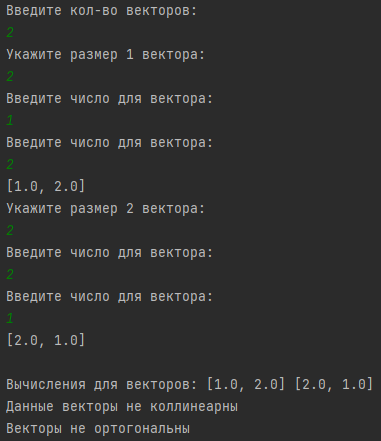 Введите кол-во векторов:
2
Укажите размер 1 вектора:
2
Введите число для вектора:
1
Введите число для вектора:
2
[1.0, 2.0]
Укажите размер 2 вектора:
2
Введите число для вектора:
2
Введите число для вектора:
1
[2.0, 1.0]
Вычисления для векторов: [1.0, 2.0] [2.0, 1.0]
Данные векторы не коллинеарны
Векторы не ортогональны